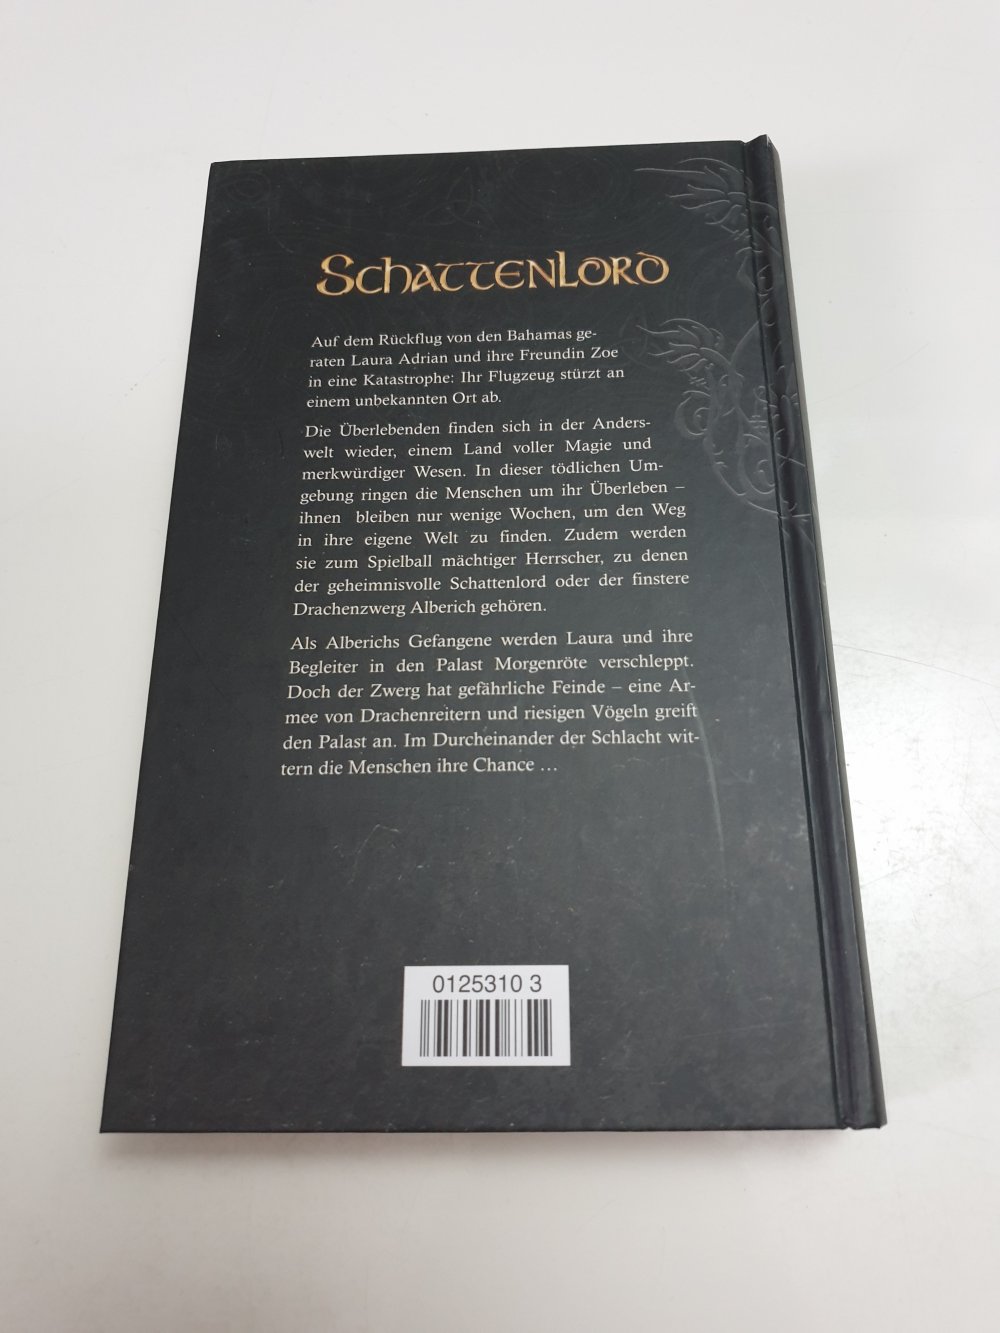 SCHATTENLORD
Auf dem Rückflug von den Bahamas ge-
raten Laura Adrian und ihre Freundin Zoe
in eine Katastrophe: Ihr Flugzeug stürzt an
einem unbekannten Ort ab.
Die Überlebenden finden sich in der Anders-
welt wieder, einem Land voller Magie und
merkwürdiger Wesen. In dieser tödlichen Um-
gebung ringen die Menschen um ihr Überleben –
ihnen bleiben nur wenige Wochen, um den Weg
in ihre eigene Welt zu finden. Zudem werden
sie zum Spielball mächtiger Herrscher, zu denen
der geheimnisvolle Schattenlord oder der finstere
Drachenzwerg Alberich gehören.
Als Alberichs Gefangene werden Laura und ihre
Begleiter in den Palast Morgenröte verschleppt.
Doch der Zwerg hat gefährliche Feinde – eine Ar-
mee von Drachenreitern und riesigen Vögeln greift
den Palast an. Im Durcheinander der Schlacht wit-
tern die Menschen ihre Chance …
0125310 3